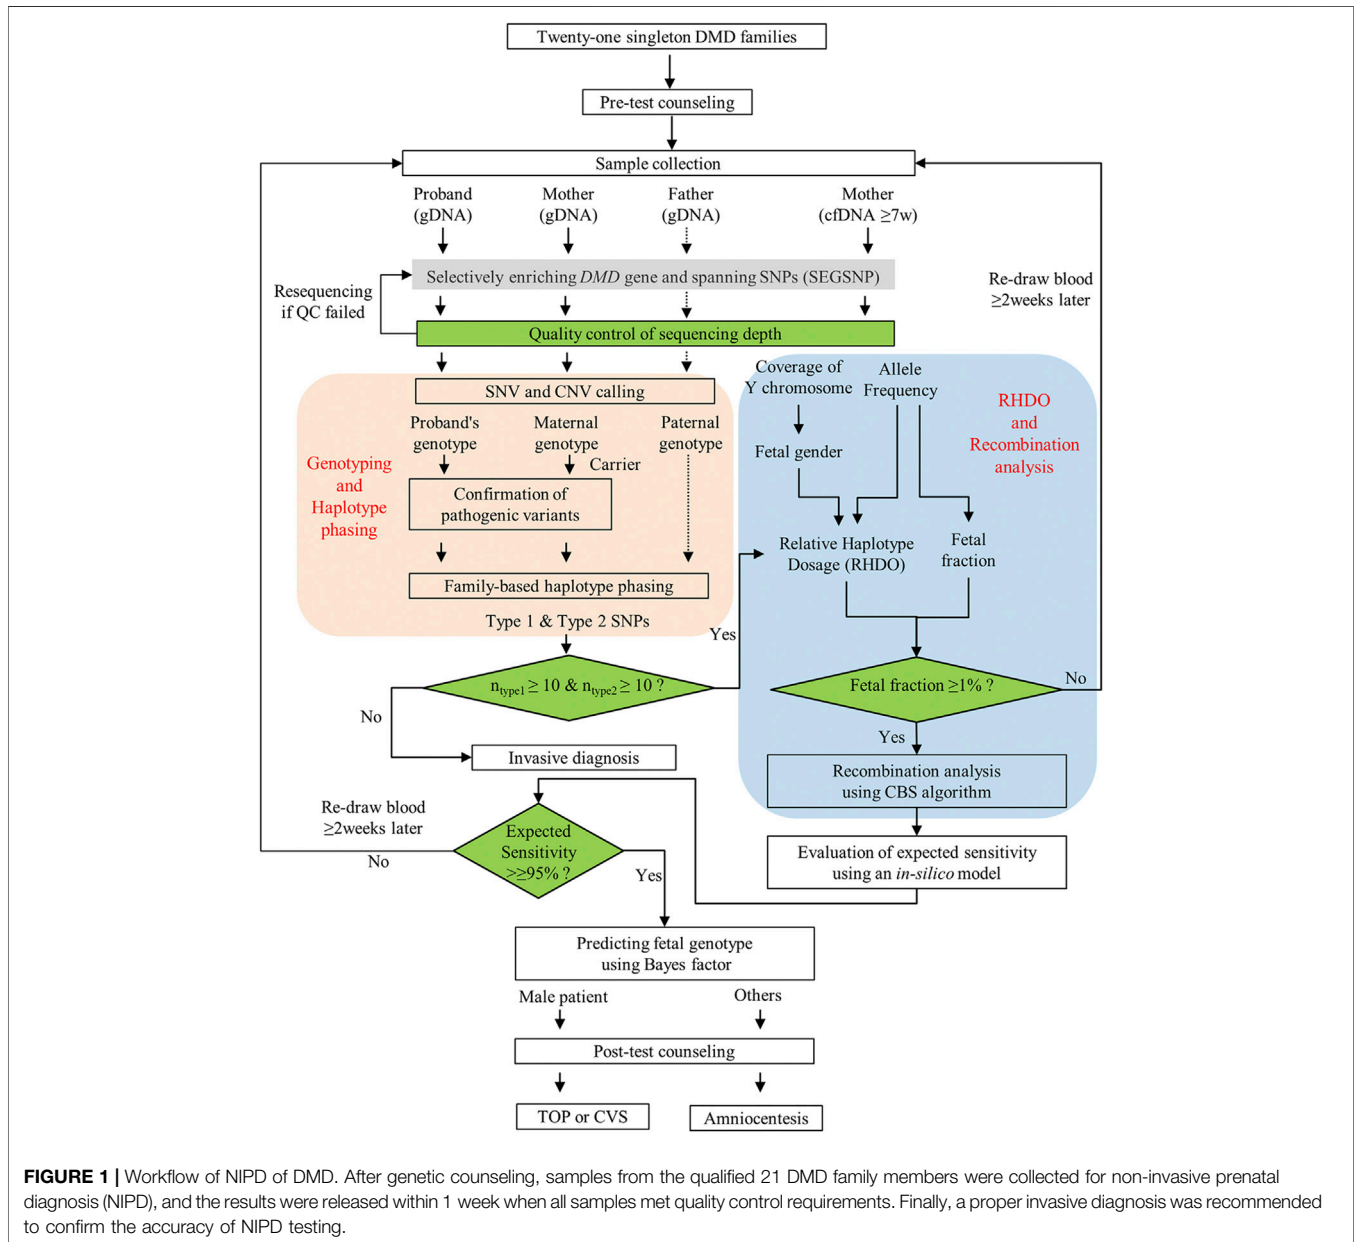 Twenty-one singleton DMD families
Pre-test counseling
Sample collection
Proband
(gDNA)
Mother
(gDNA)
Father
(gDNA)
Mother
(cfDNA ≥7w)
Selectively enriching DMD gene and spanning SNPs (SEGSNP)
Resequencing
if QC failed
Re-draw blood
≥2weeks later
Quality control of sequencing depth
SNV and CNV calling
Proband's
genotype
Maternal
genotype
Paternal
genotype
Carrier
Genotyping
and
Haplotype
phasing
Confirmation of
pathogenic variants
Family-based haplotype phasing
Type 1 & Type 2 SNPs
Coverage of
Y chromosome
Allele
Frequency
RHDO
and
Recombination
analysis
Fetal gender
Relative Haplotype
Dosage (RHDO)
Fetal
fraction
Yes
ntype1 ≥ 10 & ntype2 ≥ 10 ?
No
Fetal fraction ≥1% ?
No
Yes
Invasive diagnosis
Recombination analysis
using CBS algorithm
Re-draw blood
≥2weeks later
Expected
Sensitivity
>≥95% ?
No
Yes
Evaluation of expected sensitivity
using an in-silico model
Predicting fetal genotype
using Bayes factor
Male patient
Others
Post-test counseling
TOP or CVS
Amniocentesis
FIGURE 1 | Workflow of NIPD of DMD. After genetic counseling, samples from the qualified 21 DMD family members were collected for non-invasive prenatal
diagnosis (NIPD), and the results were released within 1 week when all samples met quality control requirements. Finally, a proper invasive diagnosis was recommended
to confirm the accuracy of NIPD testing.